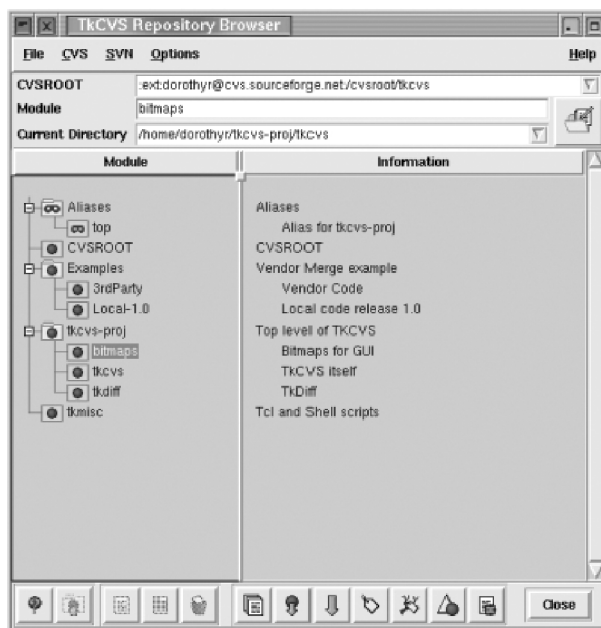 TkCVS Repository Browser
File CVS SVN Options Help
CVSROOT :ext:dorothyr@cvs.sourceforge.net:/cvsroot/tkcvs
Module bitmaps
Current Directory /home/dorothyr/tkcvs-proj/tkcvs
Module Information
Aliases Aliases
top Alias for tkcvs-proj
CVSROOT CVSROOT
Examples Vendor Merge example
3rdParty Vendor Code
Local-1.0 Local code release 1.0
tkcvs-proj Top level of TKCVS
bitmaps Bitmaps for GUI
tkcvs TkCVS itself
tkdiff TkDiff
tkmisc Tcl and Shell scripts
Close